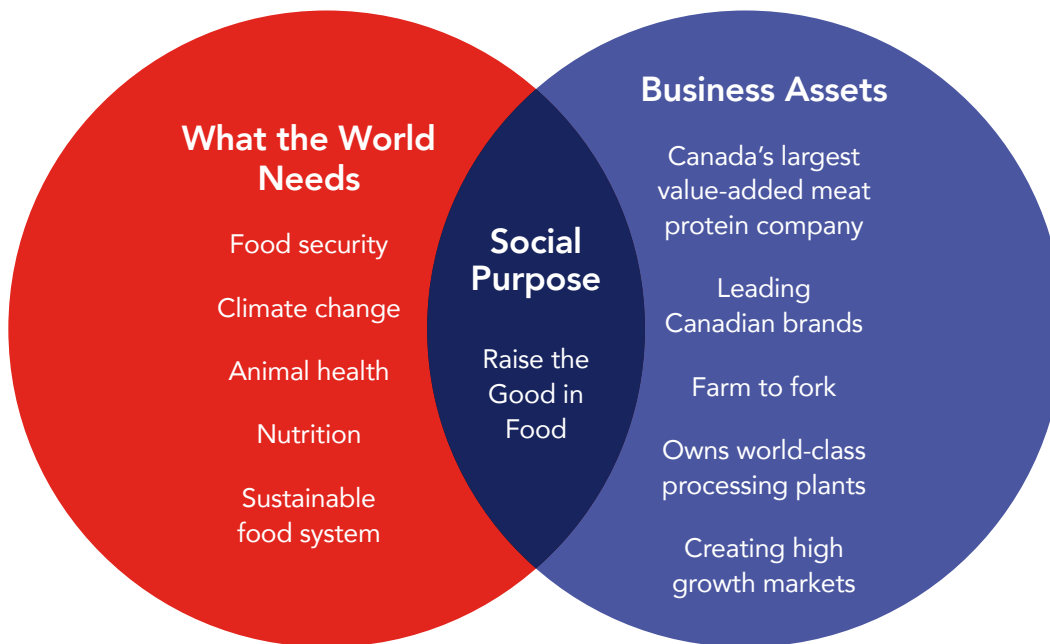 What the World
Needs
Food security
Climate change
Animal health
Nutrition
Sustainable
food system
Social
Purpose
Raise the
Good in
Food
Business Assets
Canada’s largest
value-added meat
protein company
Leading
Canadian brands
Farm to fork
Owns world-class
processing plants
Creating high
growth markets